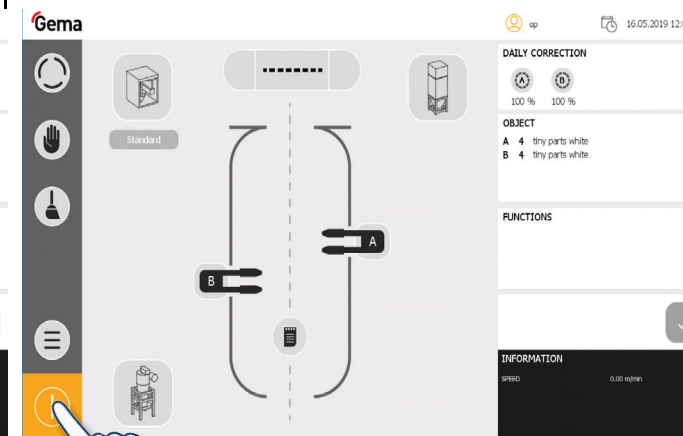 Gema
op
16.05.2019 12:
Standard
A
B
DAILY CORRECTION
A B
100 % 100 %
OBJECT
A 4 tiny parts white
B 4 tiny parts white
FUNCTIONS
INFORMATION
SPEED 0.00 m/min